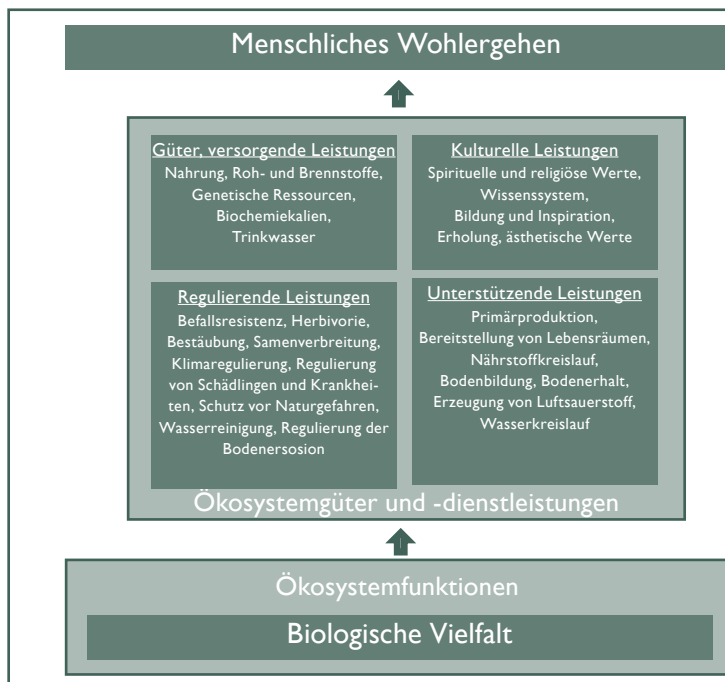 Menschliches Wohlergehen
Güter, versorgende Leistungen
Nahrung, Roh- und Brennstoffe,
Genetische Ressourcen,
Biochemiekalien,
Trinkwasser
Kulturelle Leistungen
Spirituelle und religiöse Werte,
Wissenssystem,
Bildung und Inspiration,
Erholung, ästhetische Werte
Regulierende Leistungen
Befallsresistenz, Herbivorie,
Bestäubung, Samenverbreitung,
Klimaregulierung, Regulierung
von Schädlingen und Krankhei-
ten, Schutz vor Naturgefahren,
Wasserreinigung, Regulierung der
Bodenersosion
Unterstützende Leistungen
Primärproduktion,
Bereitstellung von Lebensräumen,
Nährstoffkreislauf,
Bodenbildung, Bodenerhalt,
Erzeugung von Luftsauerstoff,
Wasserkreislauf
Ökosystemgüter und -dienstleistungen
Ökosystemfunktionen
Biologische Vielfalt